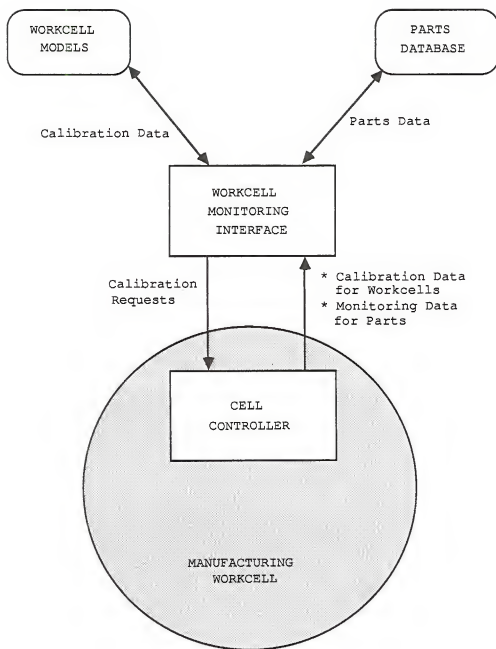 WORKCELL
MODELS
PARTS
DATABASE
Calibration Data
Parts Data
WORKCELL
MONITORING
INTERFACE
Calibration
Requests
* Calibration Data
for Workcells
* Monitoring Data
for Parts
CELL
CONTROLLER
MANUFACTURING
WORKCELL